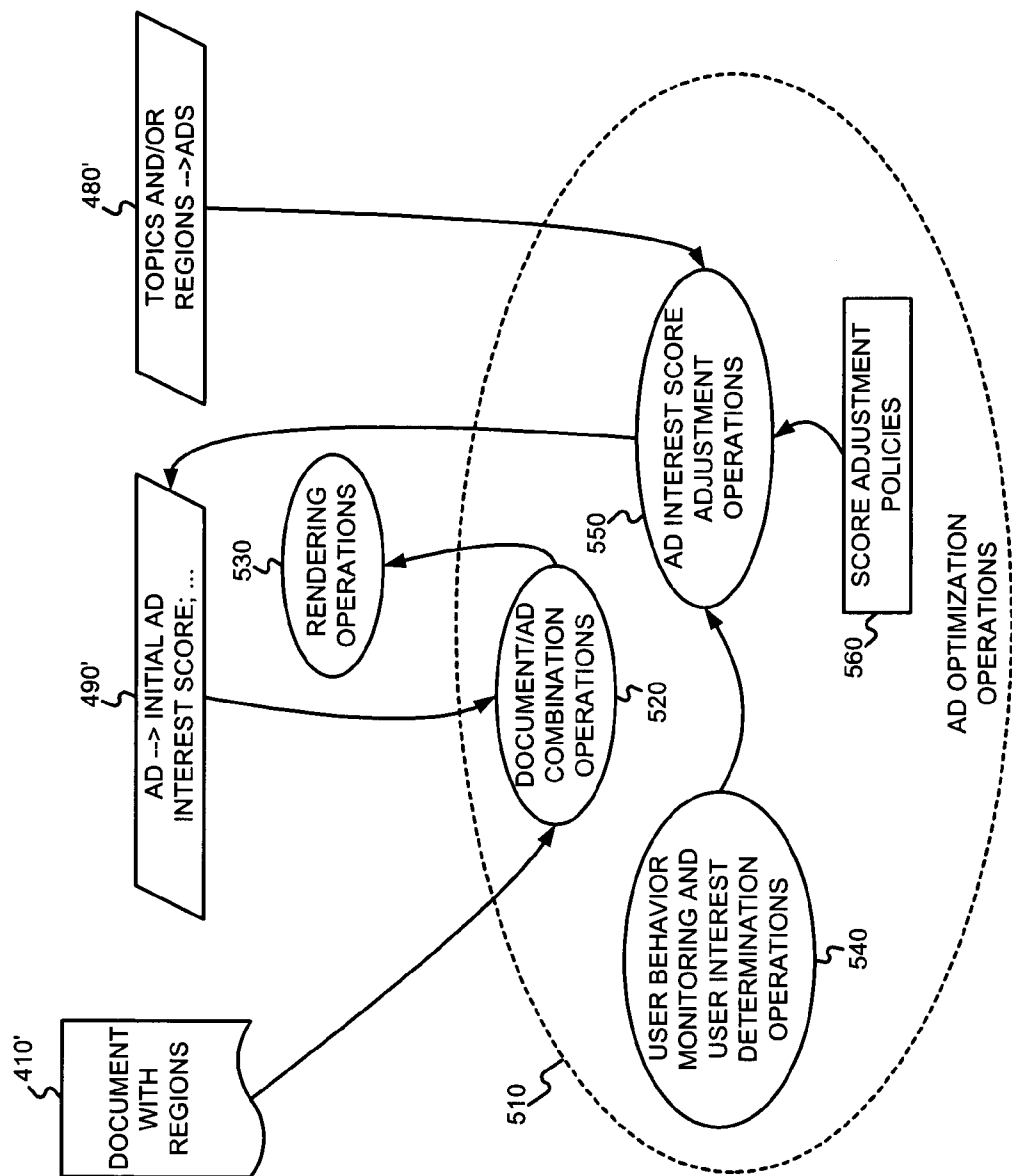 410'
DOCUMENT
WITH
REGIONS
490'
AD --> INITIAL AD
INTEREST SCORE; ...
480'
TOPICS AND/OR
REGIONS -->ADS
530
RENDERING
OPERATIONS
DOCUMENT/AD
COMBINATION
OPERATIONS
520
550
AD INTEREST SCORE
ADJUSTMENT
OPERATIONS
510
USER BEHAVIOR
MONITORING AND
USER INTEREST
DETERMINATION
OPERATIONS
540
560
SCORE ADJUSTMENT
POLICIES
AD OPTIMIZATION
OPERATIONS